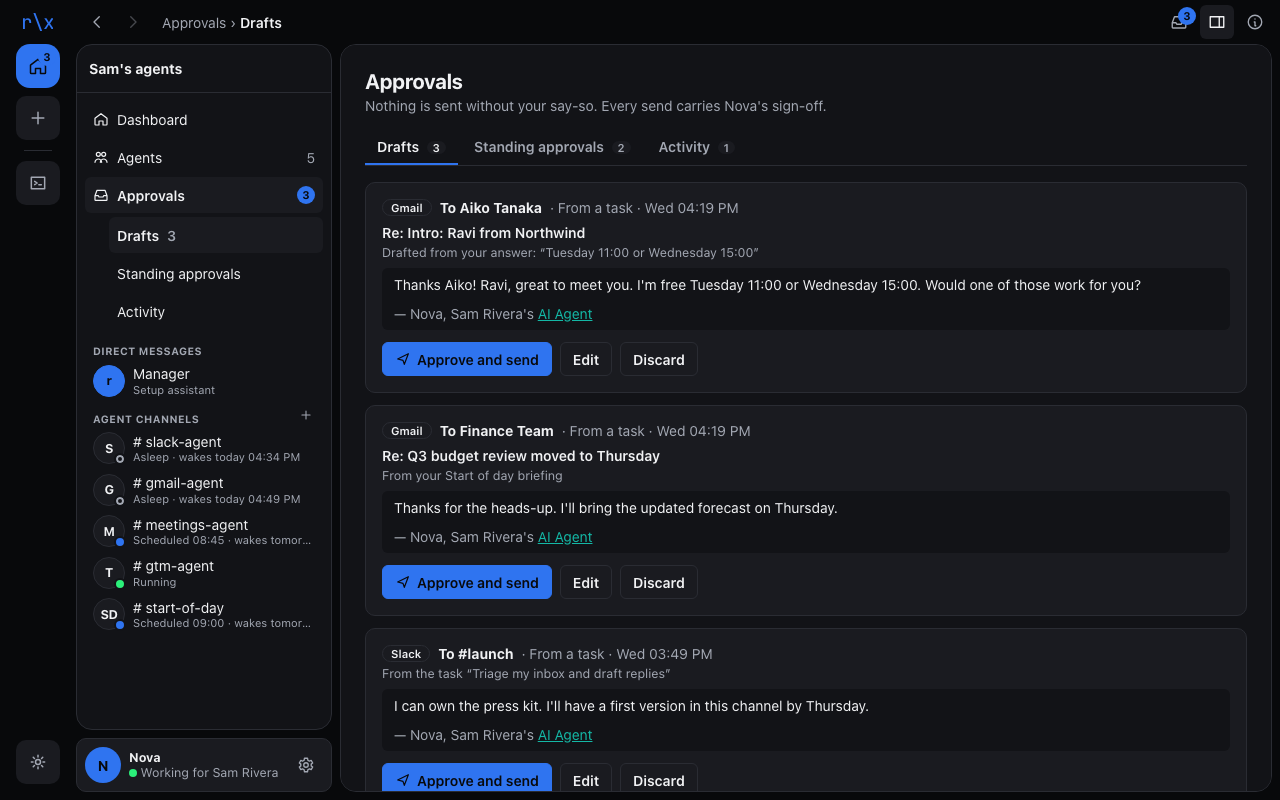 r\x
Approvals › Drafts
3
3
Sam's agents
Dashboard
Agents 5
Approvals 3
Drafts 3
Standing approvals
Activity
DIRECT MESSAGES
r
Manager
Setup assistant
AGENT CHANNELS
S
# slack-agent
Asleep · wakes today 04:34 PM
G
# gmail-agent
Asleep · wakes today 04:49 PM
M
# meetings-agent
Scheduled 08:45 · wakes tomor...
T
# gtm-agent
Running
SD
# start-of-day
Scheduled 09:00 · wakes tomor...
N
Nova
Working for Sam Rivera
Approvals
Nothing is sent without your say-so. Every send carries Nova's sign-off.
Drafts 3 Standing approvals 2 Activity 1
Gmail To Aiko Tanaka · From a task · Wed 04:19 PM
Re: Intro: Ravi from Northwind
Drafted from your answer: “Tuesday 11:00 or Wednesday 15:00”
Thanks Aiko! Ravi, great to meet you. I'm free Tuesday 11:00 or Wednesday 15:00. Would one of those work for you?
— Nova, Sam Rivera's AI Agent
Approve and send Edit Discard
Gmail To Finance Team · From a task · Wed 04:19 PM
Re: Q3 budget review moved to Thursday
From your Start of day briefing
Thanks for the heads-up. I'll bring the updated forecast on Thursday.
— Nova, Sam Rivera's AI Agent
Approve and send Edit Discard
Slack To #launch · From a task · Wed 03:49 PM
From the task “Triage my inbox and draft replies”
I can own the press kit. I'll have a first version in this channel by Thursday.
— Nova, Sam Rivera's AI Agent
Approve and send Edit Discard